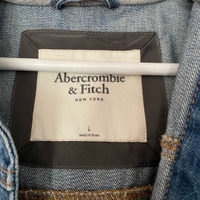 Abercrombie
& Fitch
NEW YORK
L